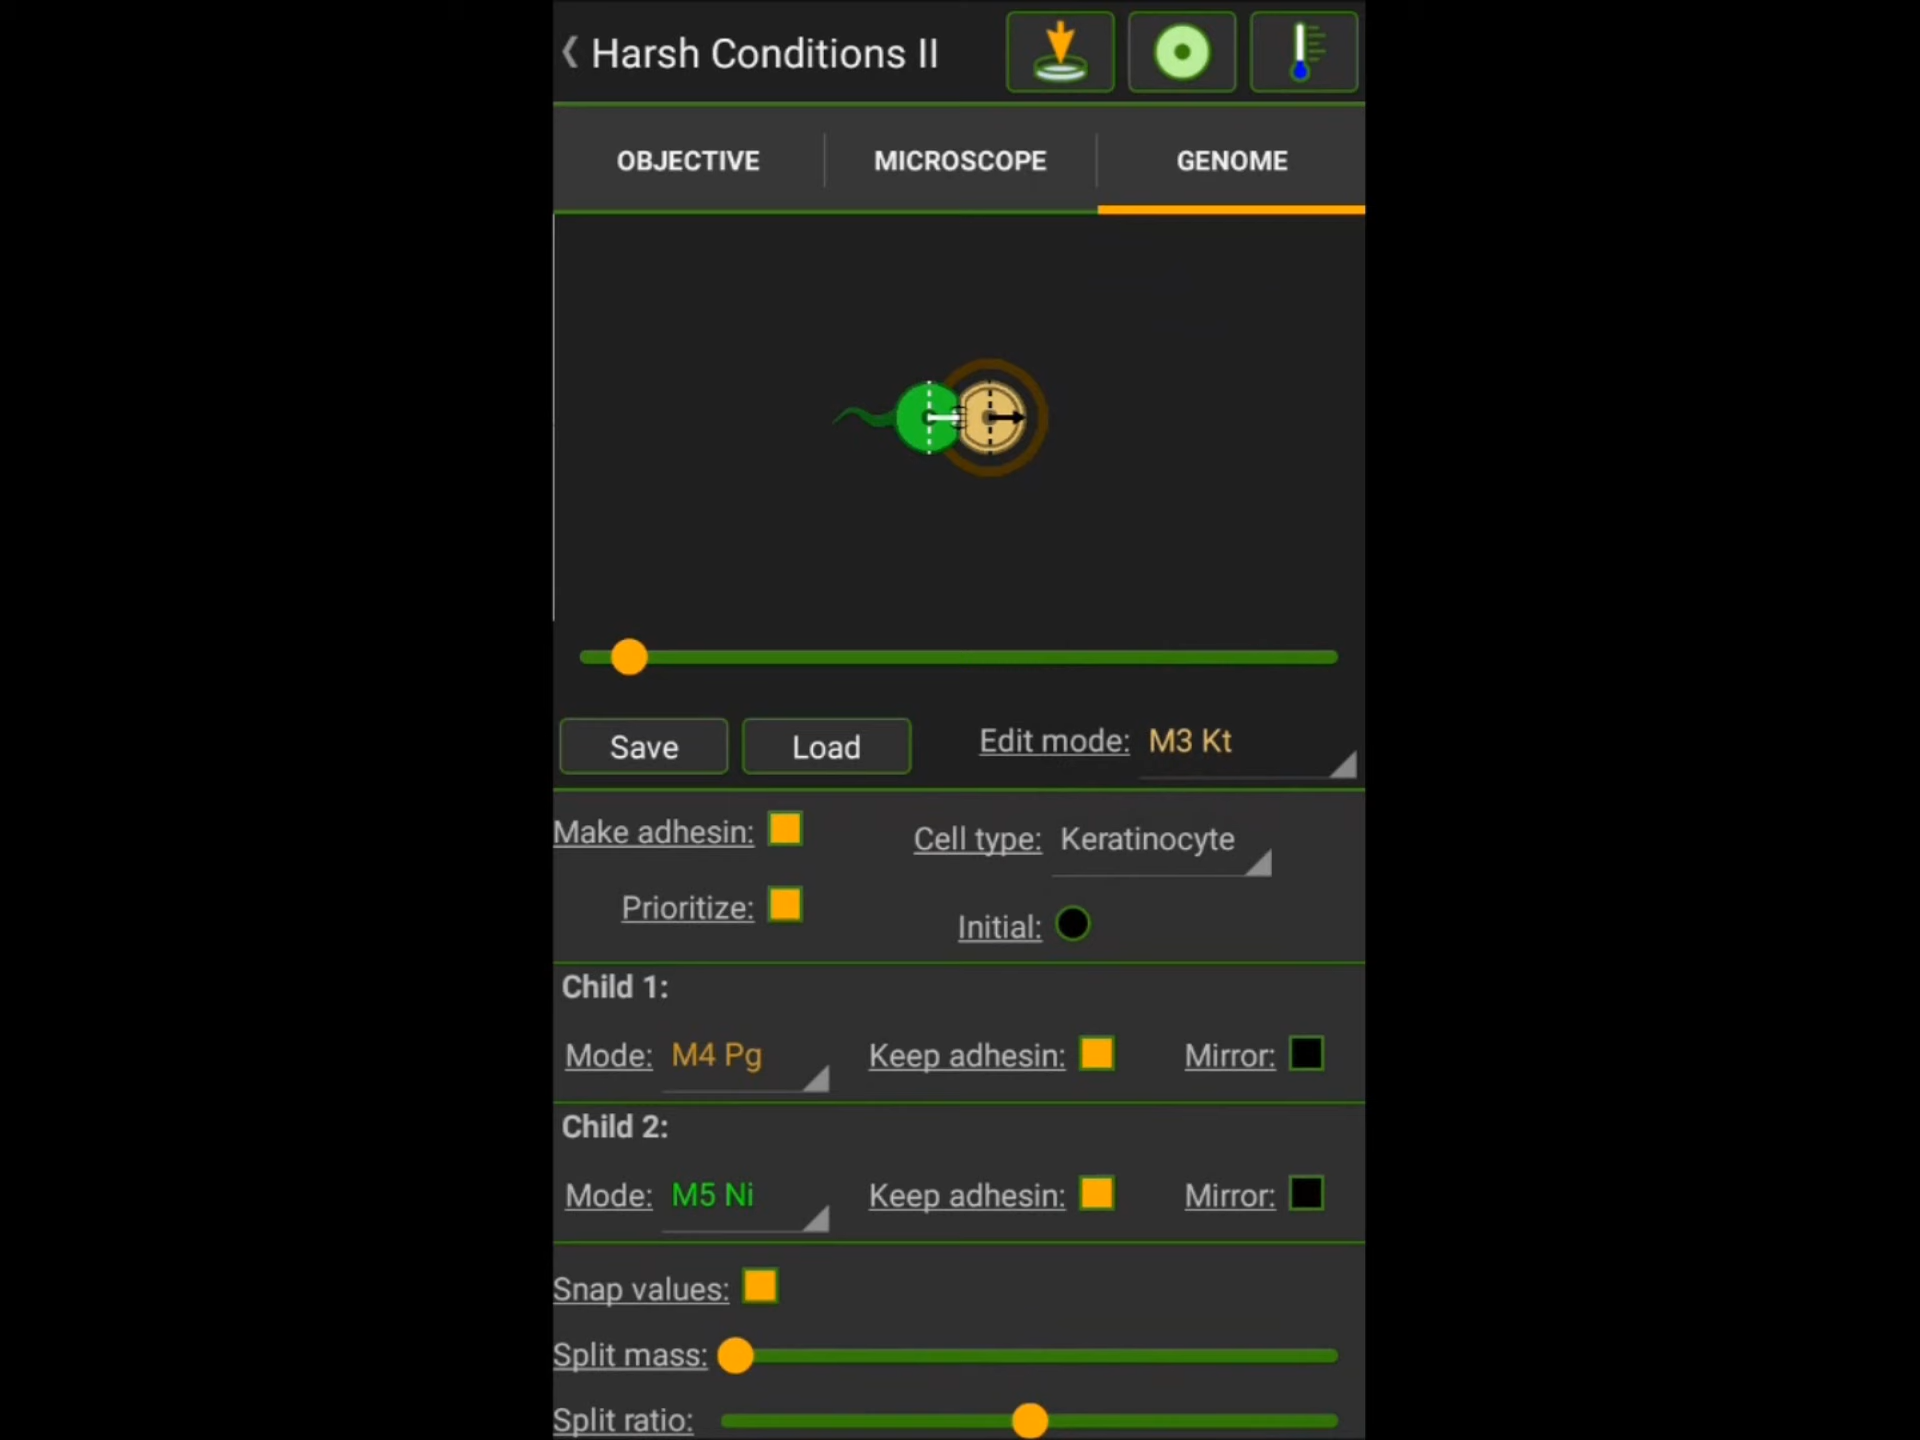 Harsh Conditions II
OBJECTIVE MICROSCOPE GENOME
Save Load Edit mode: M3 Kt
Make adhesin: Cell type: Keratinocyte
Prioritize: Initial:
Child 1:
Mode: M4 Pg Keep adhesin: Mirror:
Child 2:
Mode: M5 Ni Keep adhesin: Mirror:
Snap values:
Split mass:
Split ratio: